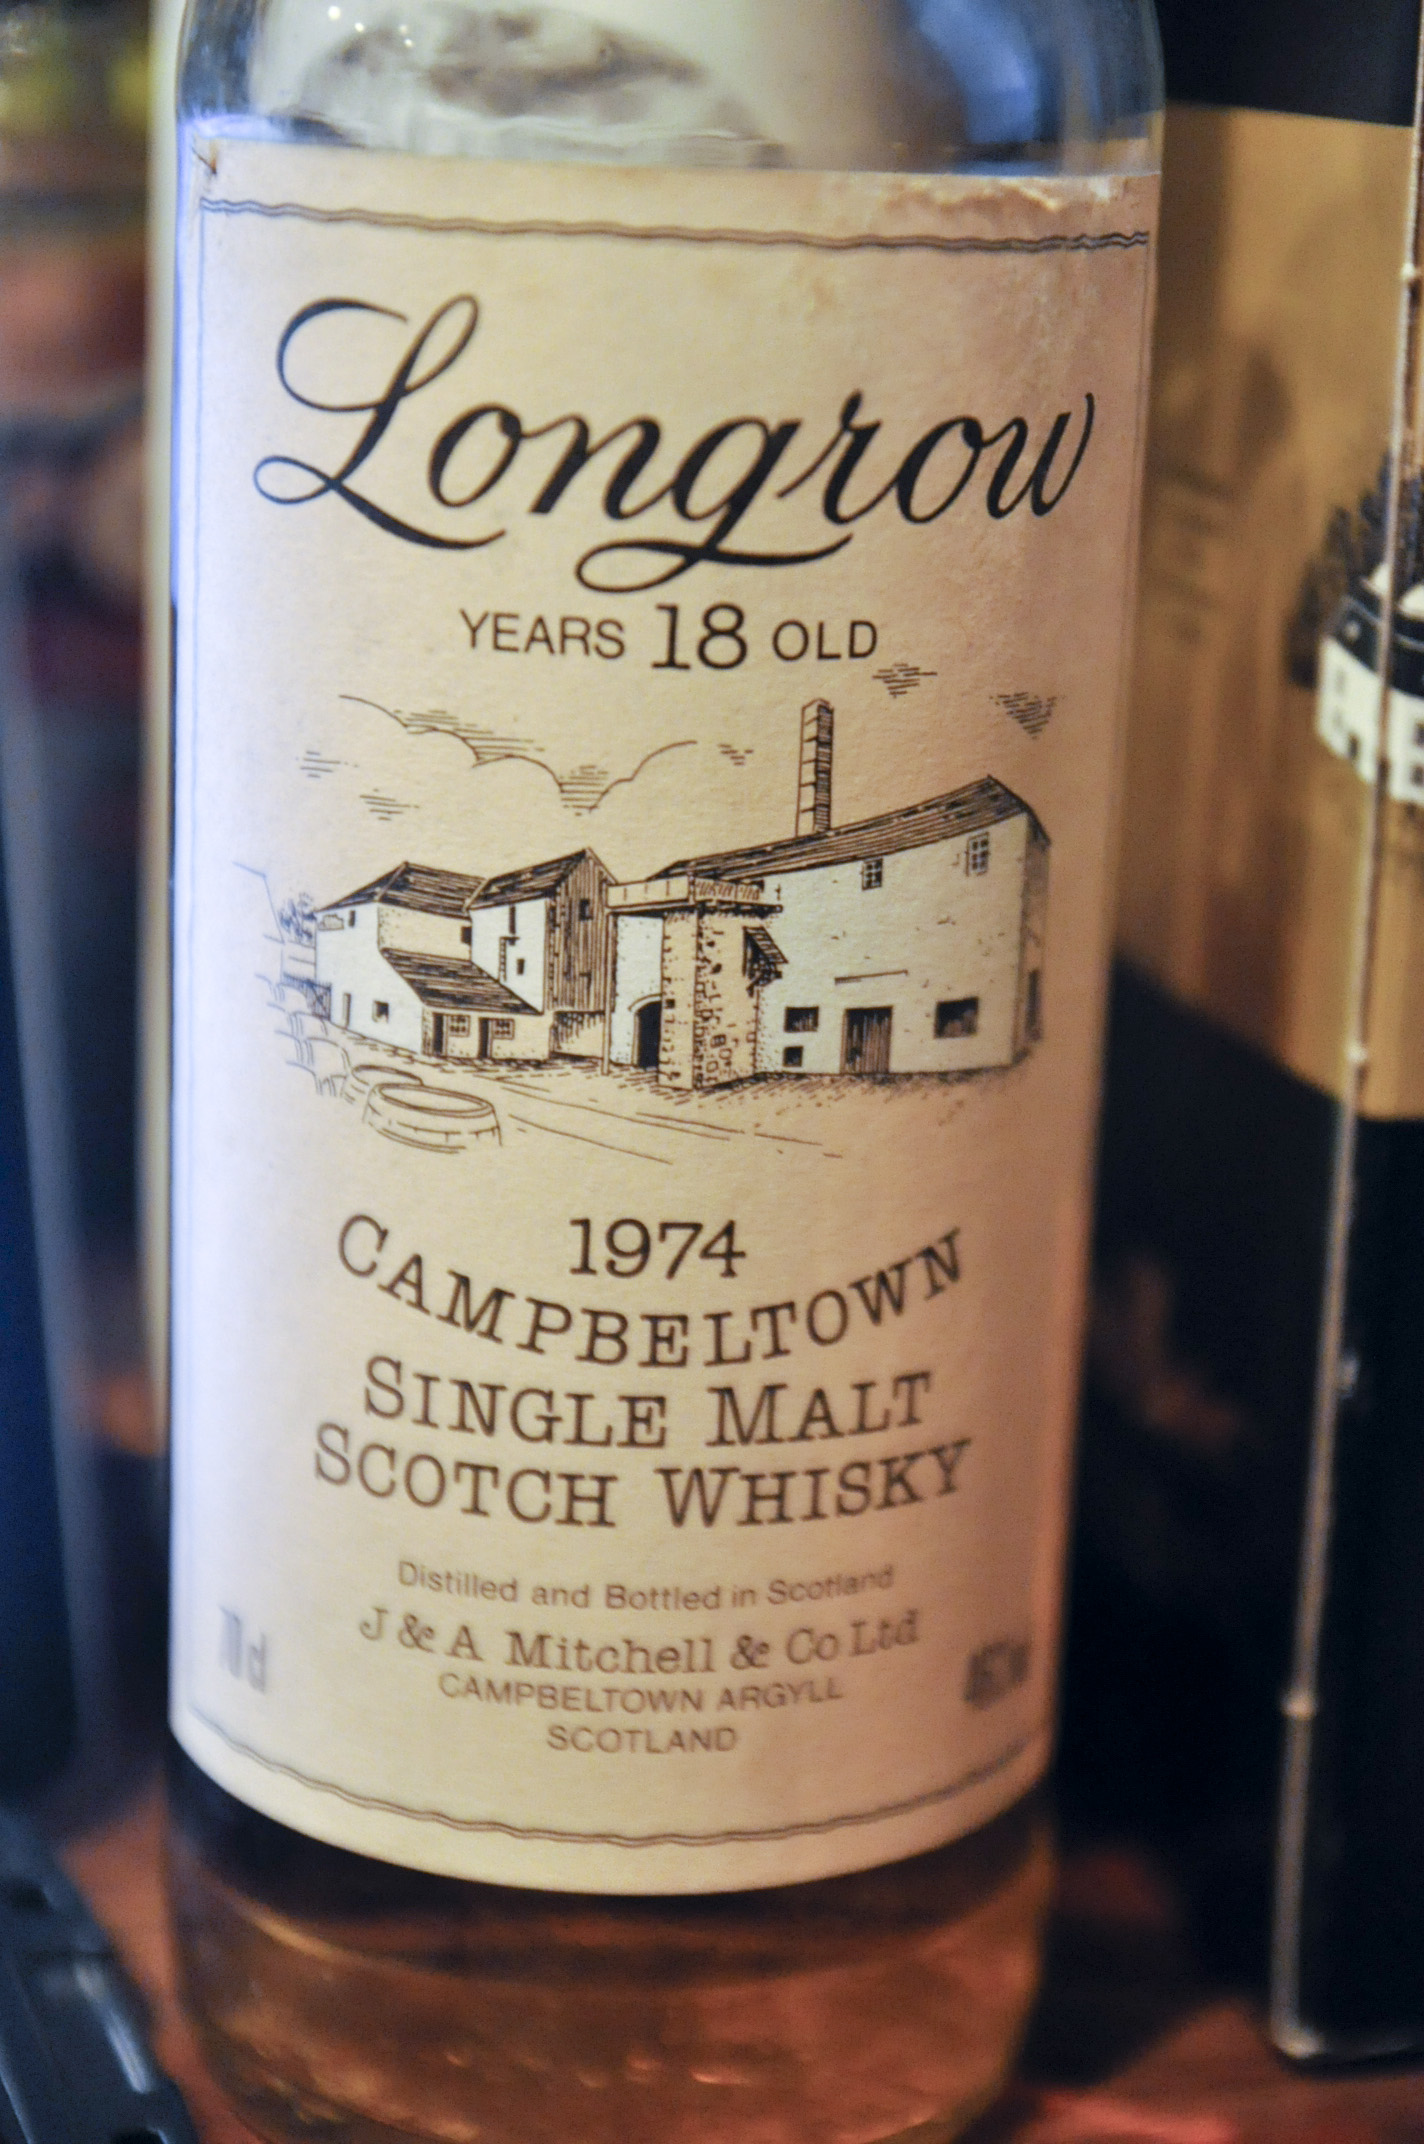 Longrow
YEARS 18 OLD
1974
CAMPBELTOWN
SINGLE MALT
SCOTCH WHISKY
Distilled and Bottled in Scotland
J & A Mitchell & Co Ltd
70cl
CAMPBELTOWN ARGYLL
SCOTLAND